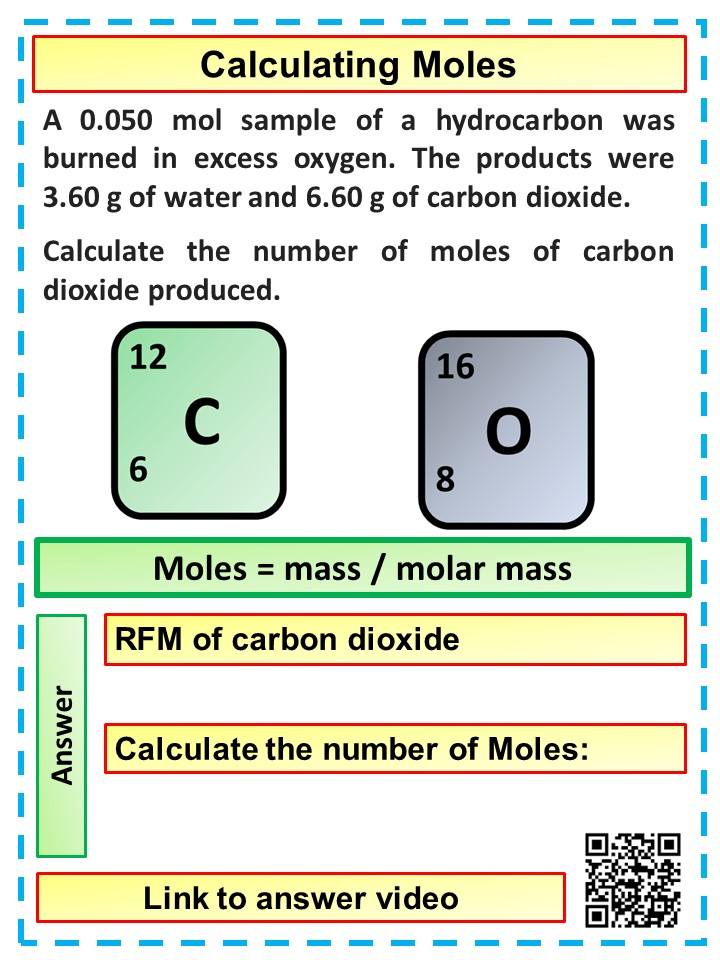 Calculating Moles
A 0.050 mol sample of a hydrocarbon was
burned in excess oxygen. The products were
3.60 g of water and 6.60 g of carbon dioxide.
Calculate the number of moles of carbon
dioxide produced.
12
C
6
16
O
8
Moles = mass / molar mass
Answer
RFM of carbon dioxide
Calculate the number of Moles:
Link to answer video